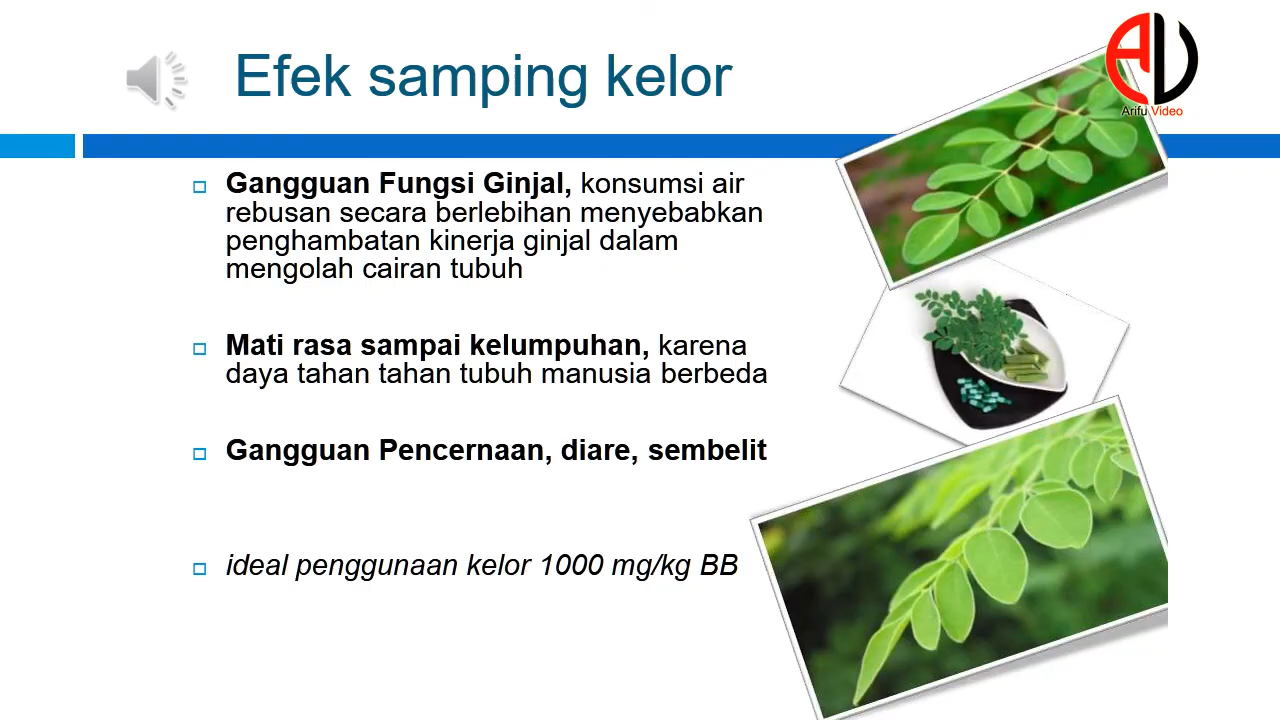 Efek samping kelor
Arifu Video
Gangguan Fungsi Ginjal, konsumsi air
rebusan secara berlebihan menyebabkan
penghambatan kinerja ginjal dalam
mengolah cairan tubuh
Mati rasa sampai kelumpuhan, karena
daya tahan tahan tubuh manusia berbeda
Gangguan Pencernaan, diare, sembelit
ideal penggunaan kelor 1000 mg/kg BB